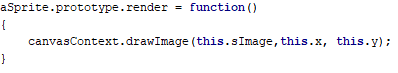 aSprite.prototype.render = function()
{
    canvasContext.drawImage(this.sImage,this.x, this.y);
}